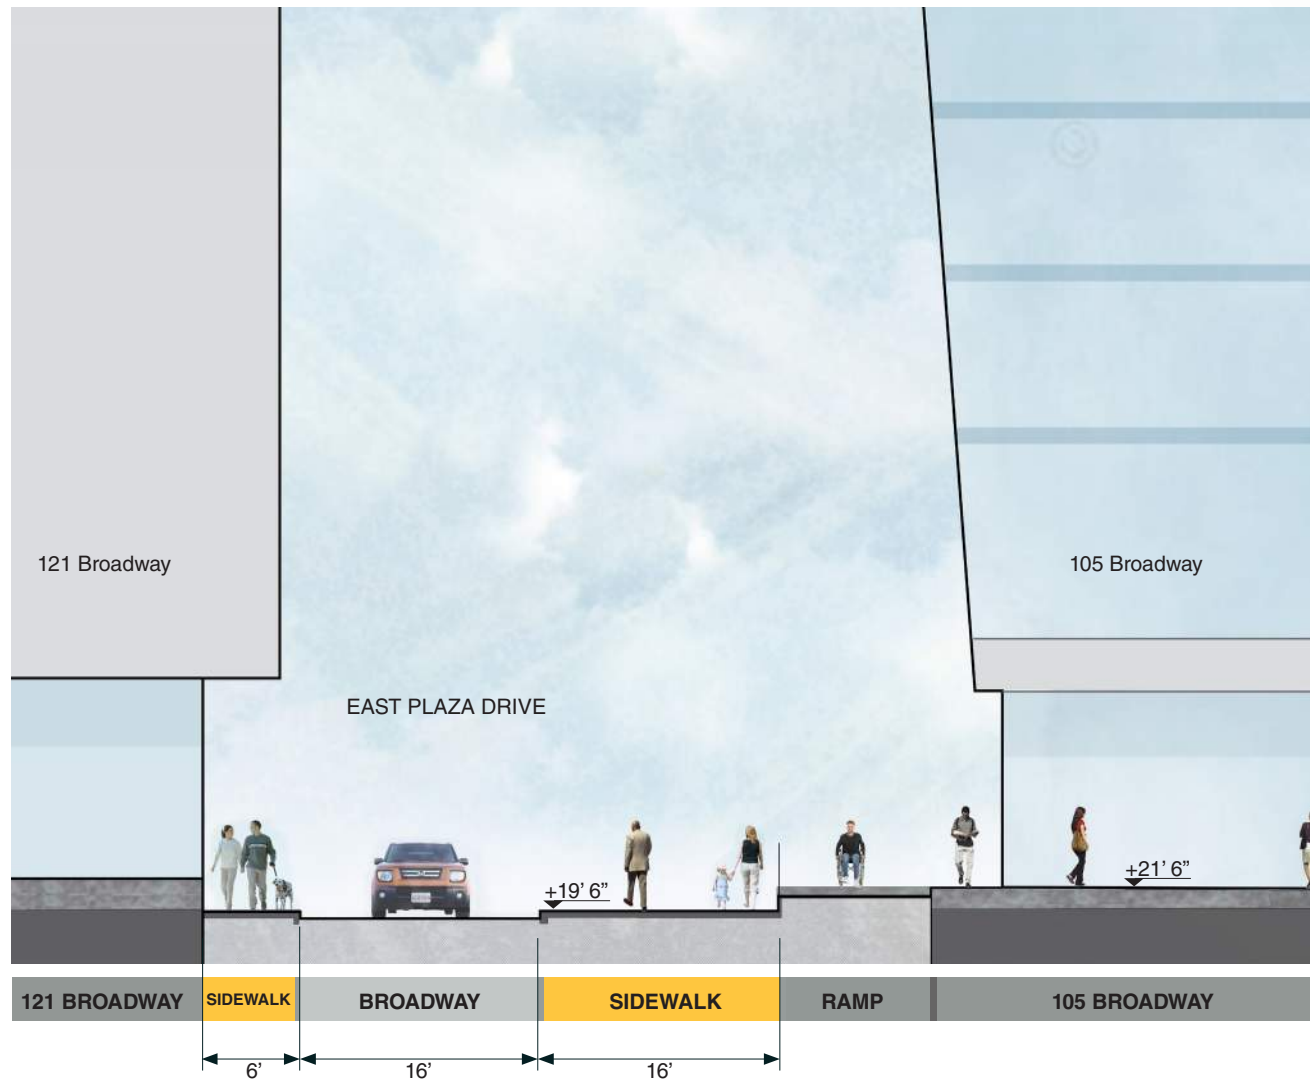 121 Broadway
105 Broadway
EAST PLAZA DRIVE
+19' 6”
+21' 6”
121 BROADWAY
SIDEWALK
BROADWAY
SIDEWALK
RAMP
105 BROADWAY
6’
16’
16’